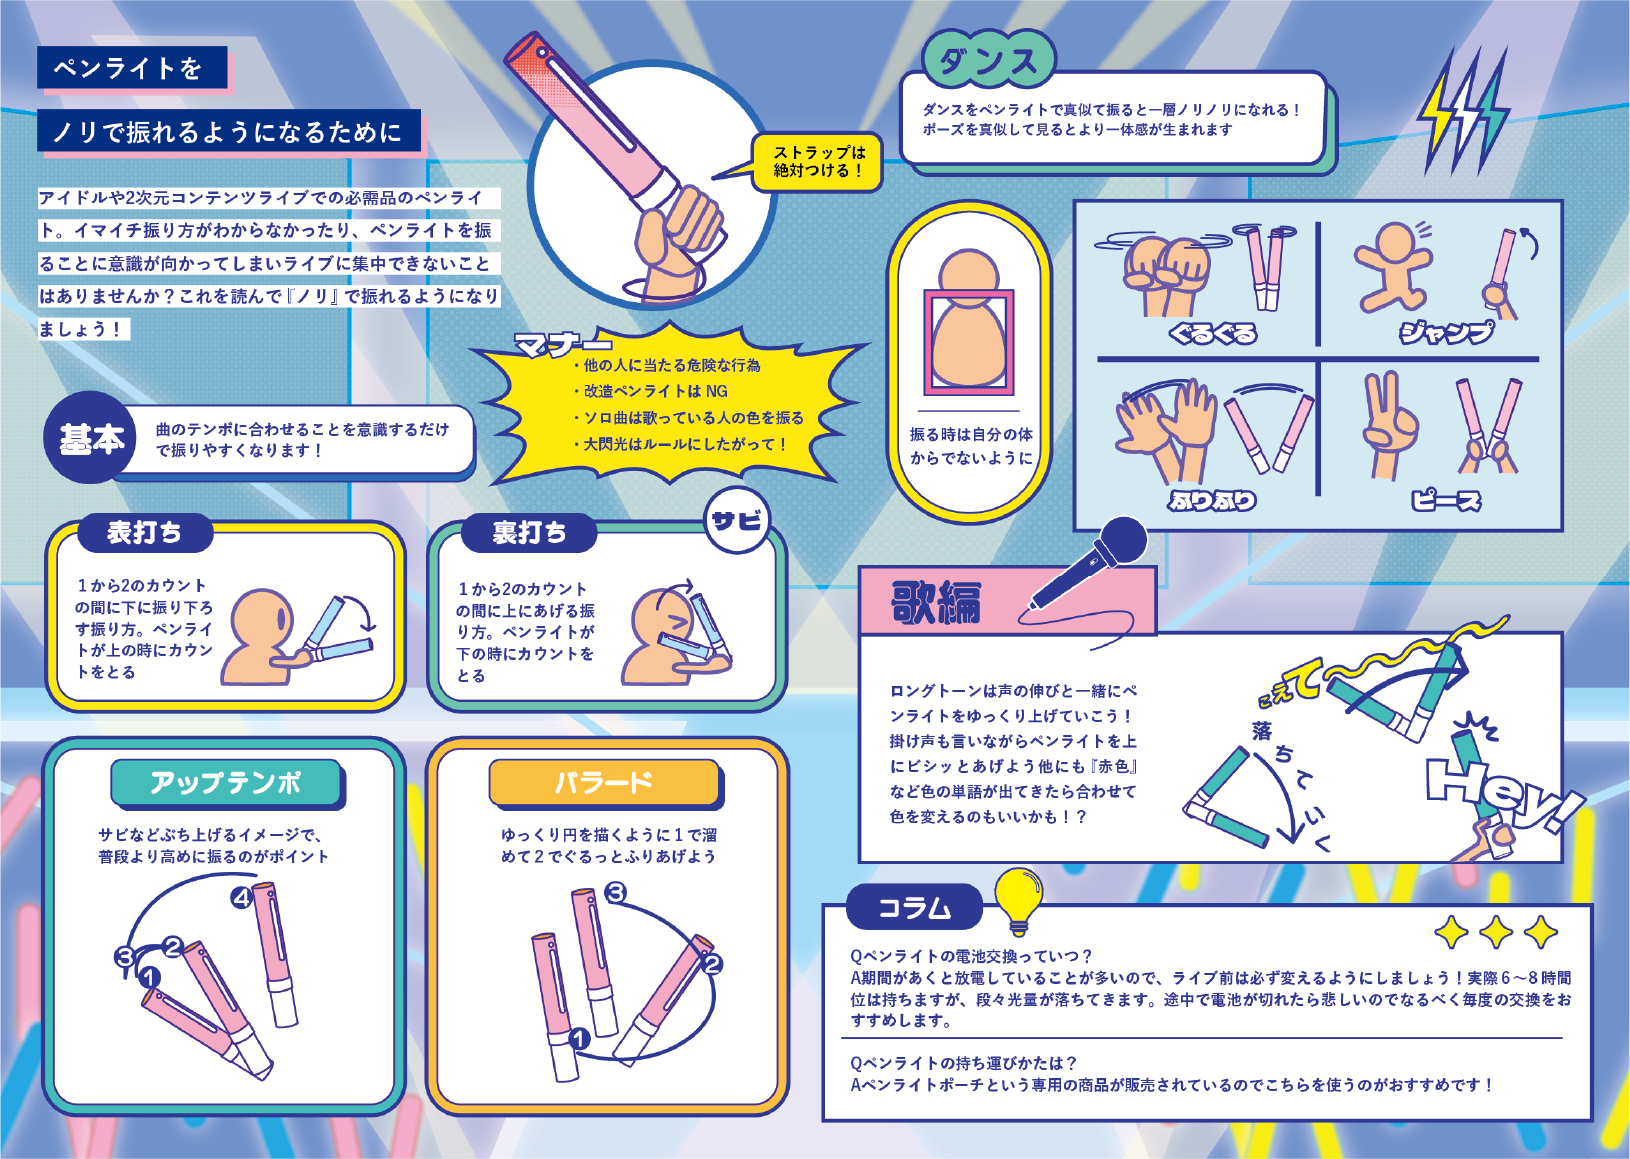 ペンライトを
ノリで振れるようになるために
アイドルや2次元コンテンツライブでの必需品のペンライ
ト。イマイチ振り方がわからなかったり、ペンライトを振
ることに意識が向かってしまいライブに集中できないこと
はありませんか？これを読んで『ノリ』で振れるようになり
ましょう！
ストラップは
絶対つける！
マナー
・他の人に当たる危険な行為
・改造ペンライトは NG
・ソロ曲は歌っている人の色を振る
・大閃光はルールにしたがって！
基本
曲のテンポに合わせることを意識するだけ
で振りやすくなります！
表打ち
１から2のカウント
の間に下に振り下ろ
す振り方。ペンライ
トが上の時にカウン
トをとる
裏打ち
サビ
１から2のカウント
の間に上にあげる振
り方。ペンライトが
下の時にカウントを
とる
アップテンポ
サビなどぶち上げるイメージで、
普段より高めに振るのがポイント
④
③
②
①
バラード
ゆっくり円を描くように１で溜
めて２でぐるっとふりあげよう
③
②
①
ダンス
ダンスをペンライトで真似て振ると一層ノリノリになれる！
ポーズを真似して見るとより一体感が生まれます
振る時は自分の体
からでないように
ぐるぐる
ジャンプ
ふりふり
ピース
歌編
ロングトーンは声の伸びと一緒にペ
ンライトをゆっくり上げていこう！
掛け声も言いながらペンライトを上
にビシッとあげよう他にも『赤色』
など色の単語が出てきたら合わせて
色を変えるのもいいかも！？
こえて
落ちていく
Hey!
コラム
Qペンライトの電池交換っていつ？
A期間があくと放電していることが多いので、ライブ前は必ず変えるようにしましょう！実際６〜８時間
位は持ちますが、段々光量が落ちてきます。途中で電池が切れたら悲しいのでなるべく毎度の交換をお
すすめします。
Qペンライトの持ち運びかたは？
Aペンライトポーチという専用の商品が販売されているのでこちらを使うのがおすすめです！